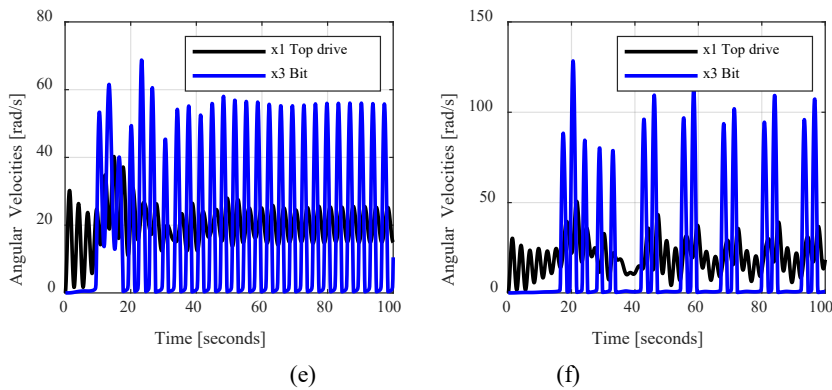 80
60
40
20
0
0 20 40 60 80 100
Angular Velocities [rad/s]
Time [seconds]
x1 Top drive
x3 Bit
(e)
150
100
50
0
0 20 40 60 80 100
Angular Velocities [rad/s]
Time [seconds]
x1 Top drive
x3 Bit
(f)